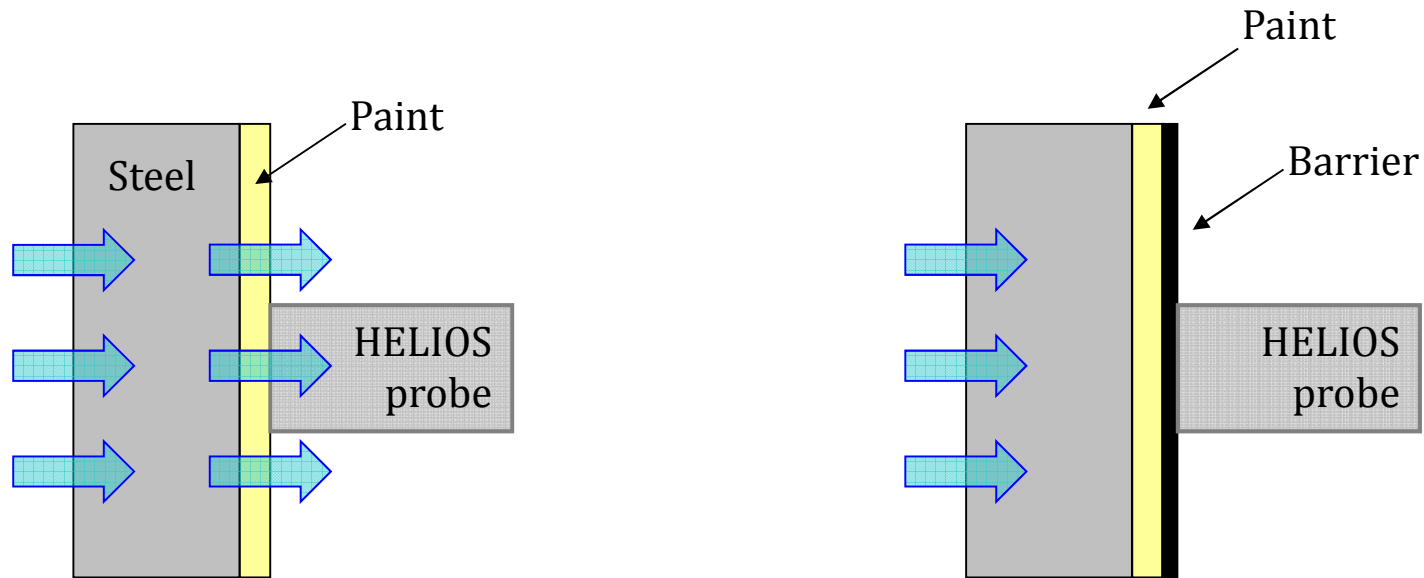 Paint
Steel
HELIOS
probe
Paint
Barrier
HELIOS
probe